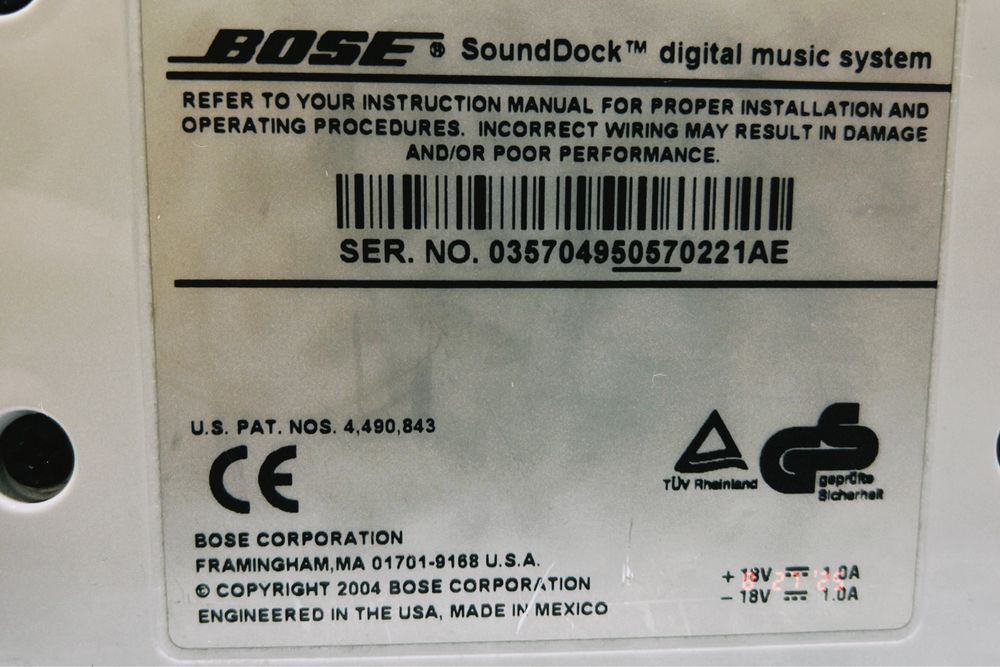 BOSE® SoundDock™ digital music system
REFER TO YOUR INSTRUCTION MANUAL FOR PROPER INSTALLATION AND
OPERATING PROCEDURES. INCORRECT WIRING MAY RESULT IN DAMAGE
AND/OR POOR PERFORMANCE.
SER. NO. 035704950570221AE
U.S. PAT. NOS. 4,490,843
CE
TÜV Rheinland
geprüfte
Sicherheit
BOSE CORPORATION
FRAMINGHAM,MA 01701-9168 U.S.A.
© COPYRIGHT 2004 BOSE CORPORATION
ENGINEERED IN THE USA, MADE IN MEXICO
+ 18V 1.0A
− 18V 1.0A